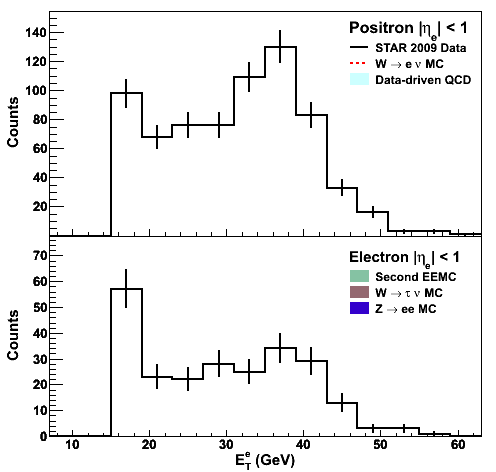 Positron |ηe| < 1
STAR 2009 Data
W → e ν MC
Data-driven QCD
Counts
140
120
100
80
60
40
20
Electron |ηe| < 1
Second EEMC
W → τ ν MC
Z → ee MC
Counts
70
60
50
40
30
20
10
0
10 20 30 40 50 60
E^e_T (GeV)